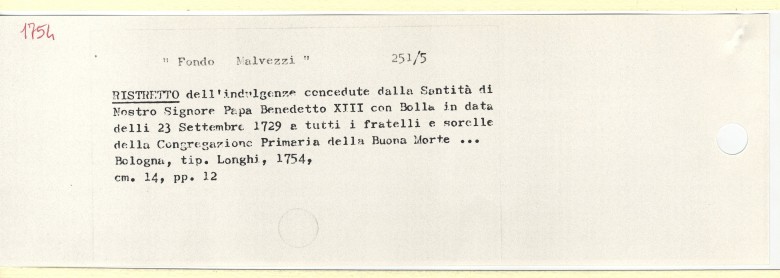 1754
" Fondo Malvezzi " 251/5
RISTRETTO dell'indulgenze concedute dalla Santità di
Nostro Signore Papa Benedetto XIII con Bolla in data
delli 23 Settembre 1729 a tutti i fratelli e sorelle
della Congregazione Primaria della Buona Morte ...
Bologna, tip. Longhi, 1754,
cm. 14, pp. 12